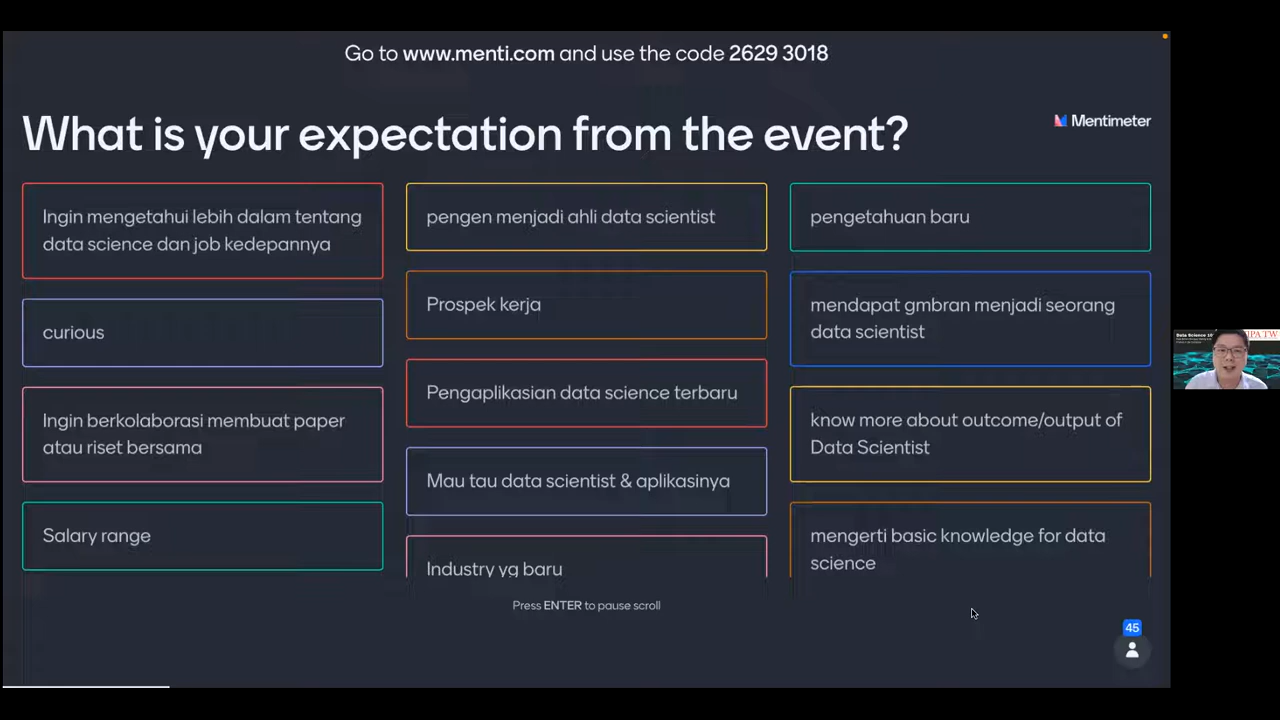 Go to www.menti.com and use the code 2629 3018
What is your expectation from the event?
Mentimeter
Ingin mengetahui lebih dalam tentang
data science dan job kedepannya
curious
Ingin berkolaborasi membuat paper
atau riset bersama
Salary range
pengen menjadi ahli data scientist
Prospek kerja
Pengaplikasian data science terbaru
Mau tau data scientist & aplikasinya
Industry yg baru
pengetahuan baru
mendapat gmbran menjadi seorang
data scientist
know more about outcome/output of
Data Scientist
mengerti basic knowledge for data
science
Press ENTER to pause scroll
45